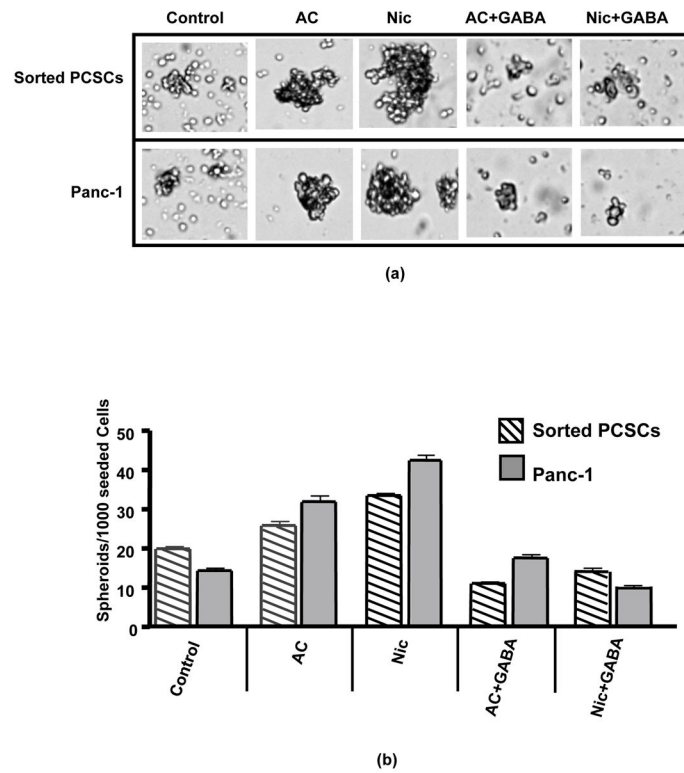 Control AC Nic AC+GABA Nic+GABA
Sorted PCSCs
Panc-1
(a)
Spheroids/1000 seeded Cells
50
40
30
20
10
0
Sorted PCSCs
Panc-1
Control AC Nic AC+GABA Nic+GABA
(b)